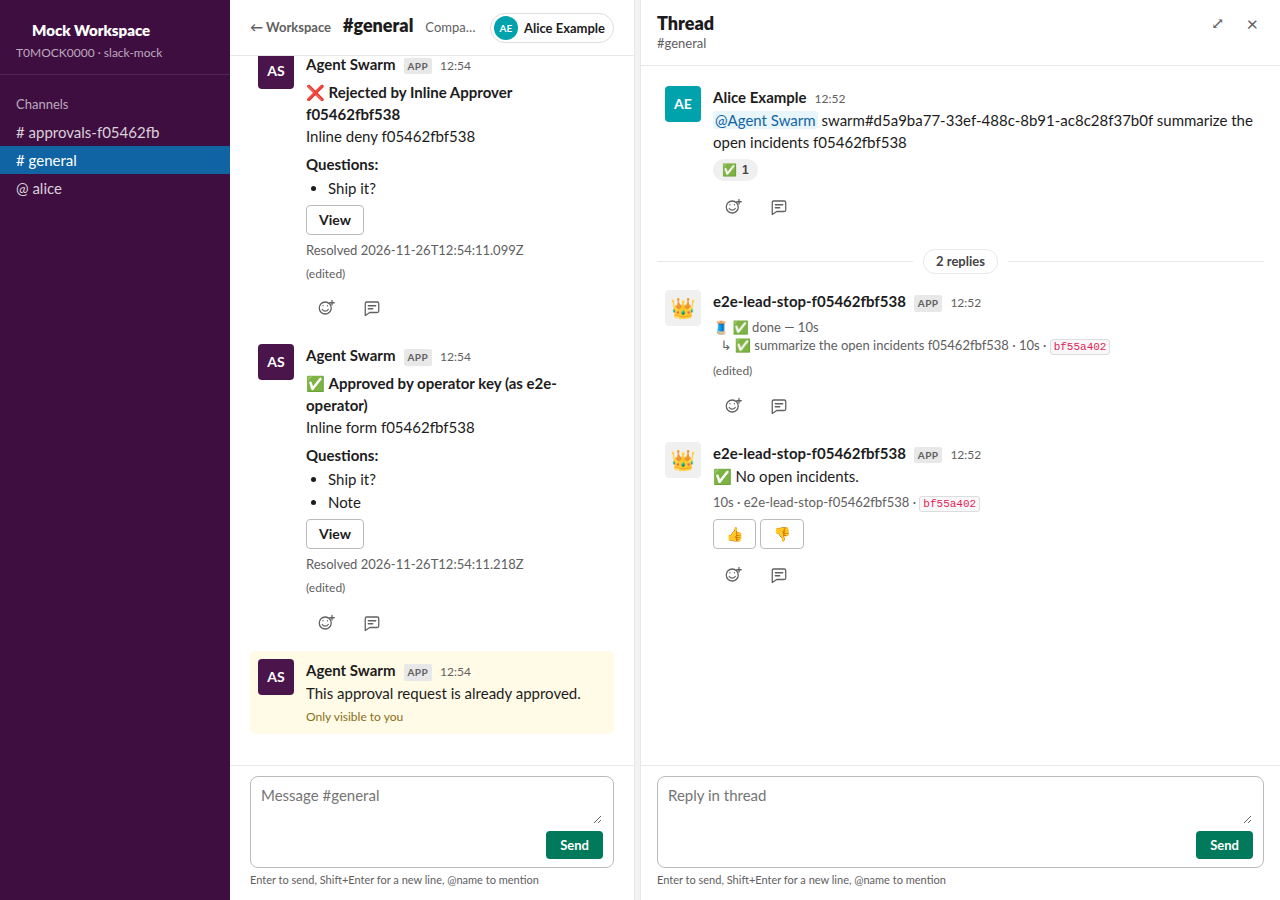 Mock Workspace
T0MOCK0000 · slack-mock
Channels
# approvals-f05462fb
# general
@ alice
← Workspace #general Compa... AE Alice Example
AS Agent Swarm APP 12:54
❌ Rejected by Inline Approver
f05462fbf538
Inline deny f05462fbf538
Questions:
• Ship it?
View
Resolved 2026-11-26T12:54:11.099Z
(edited)
AS Agent Swarm APP 12:54
✅ Approved by operator key (as e2e-
operator)
Inline form f05462fbf538
Questions:
• Ship it?
• Note
View
Resolved 2026-11-26T12:54:11.218Z
(edited)
AS Agent Swarm APP 12:54
This approval request is already approved.
Only visible to you
Message #general
Send
Enter to send, Shift+Enter for a new line, @name to mention
Thread
#general
AE Alice Example 12:52
@Agent Swarm swarm#d5a9ba77-33ef-488c-8b91-ac8c28f37b0f summarize the
open incidents f05462fbf538
✅ 1
2 replies
e2e-lead-stop-f05462fbf538 APP 12:52
🧵 ✅ done — 10s
↳ ✅ summarize the open incidents f05462fbf538 · 10s · bf55a402
(edited)
e2e-lead-stop-f05462fbf538 APP 12:52
✅ No open incidents.
10s · e2e-lead-stop-f05462fbf538 · bf55a402
👍 👎
Reply in thread
Send
Enter to send, Shift+Enter for a new line, @name to mention